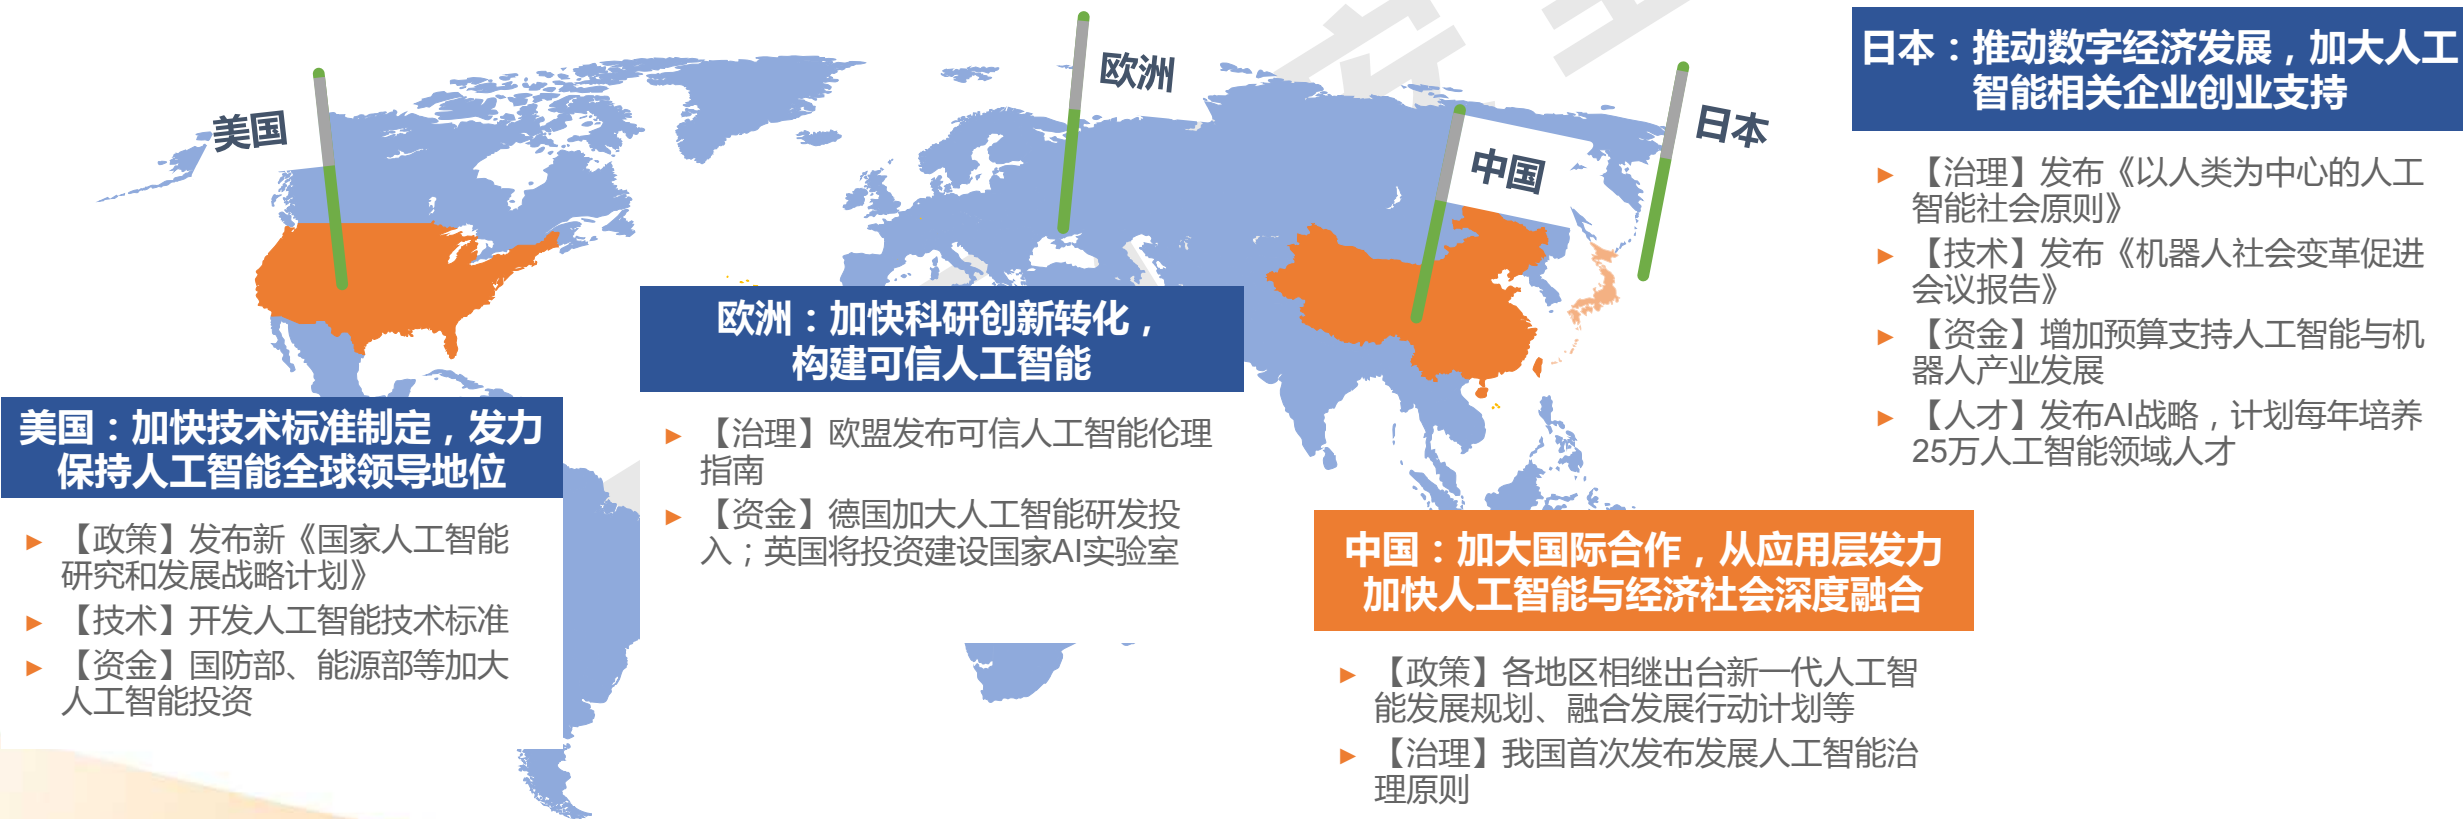 美国
欧洲
中国
日本
美国：加快技术标准制定，发力
保持人工智能全球领导地位
【政策】发布新《国家人工智能
研究和发展战略计划》
【技术】开发人工智能技术标准
【资金】国防部、能源部等加大
人工智能投资
欧洲：加快科研创新转化，
构建可信人工智能
【治理】欧盟发布可信人工智能伦理
指南
【资金】德国加大人工智能研发投
入；英国将投资建设国家AI实验室
中国：加大国际合作，从应用层发力
加快人工智能与经济社会深度融合
【政策】各地区相继出台新一代人工智
能发展规划、融合发展行动计划等
【治理】我国首次发布发展人工智能治
理原则
日本：推动数字经济发展，加大人工
智能相关企业创业支持
【治理】发布《以人类为中心的人工
智能社会原则》
【技术】发布《机器人社会变革促进
会议报告》
【资金】增加预算支持人工智能与机
器人产业发展
【人才】发布AI战略，计划每年培养
25万人工智能领域人才